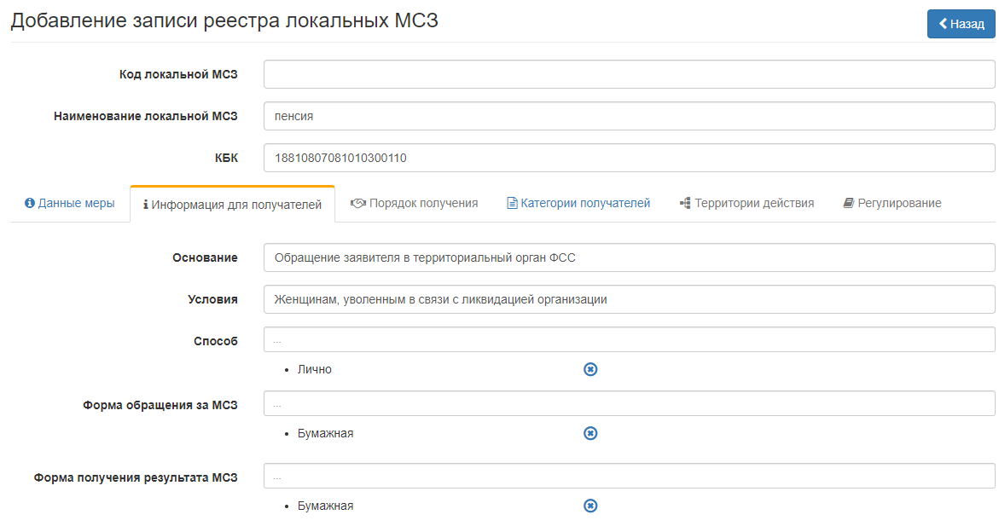 Добавление записи реестра локальных МСЗ
Назад
Код локальной МСЗ
Наименование локальной МСЗ пенсия
КБК 18810807081010300110
Данные меры Информация для получателей Порядок получения Категории получателей Территории действия Регулирование
Основание Обращение заявителя в территориальный орган ФСС
Условия Женщинам, уволенным в связи с ликвидацией организации
Способ ...
• Лично
Форма обращения за МСЗ ...
• Бумажная
Форма получения результата МСЗ ...
• Бумажная